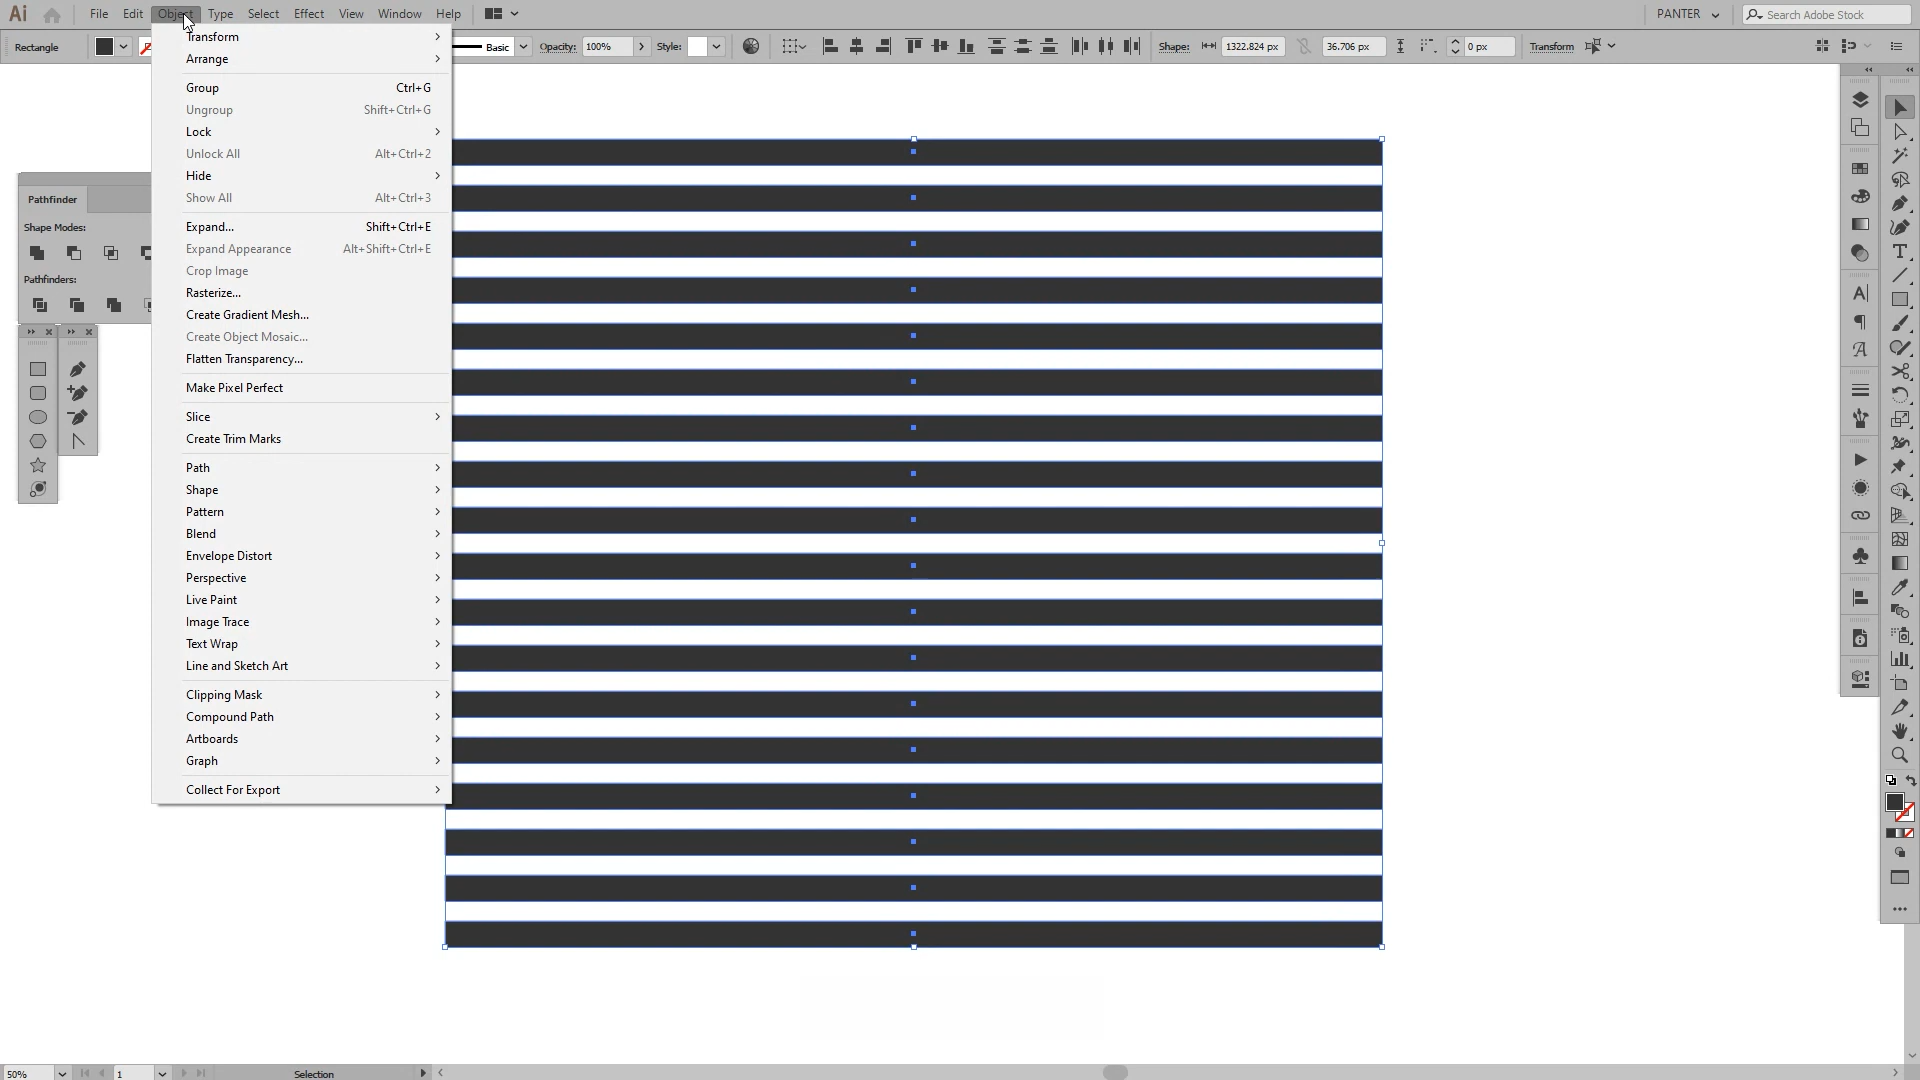 Ai File Edit Object Type Select Effect View Window Help PANTER Search Adobe Stock
Rectangle Basic Opacity: 100% Style: Shape: 1322.824 px 36.706 px 0 px Transform
Transform
Arrange
Group Ctrl+G
Ungroup Shift+Ctrl+G
Lock
Unlock All Alt+Ctrl+2
Hide
Show All Alt+Ctrl+3
Expand... Shift+Ctrl+E
Expand Appearance Alt+Shift+Ctrl+E
Crop Image
Rasterize...
Create Gradient Mesh...
Create Object Mosaic...
Flatten Transparency...
Make Pixel Perfect
Slice
Create Trim Marks
Path
Shape
Pattern
Blend
Envelope Distort
Perspective
Live Paint
Image Trace
Text Wrap
Line and Sketch Art
Clipping Mask
Compound Path
Artboards
Graph
Collect For Export
Pathfinder
Shape Modes:
Pathfinders:
50% 1 Selection